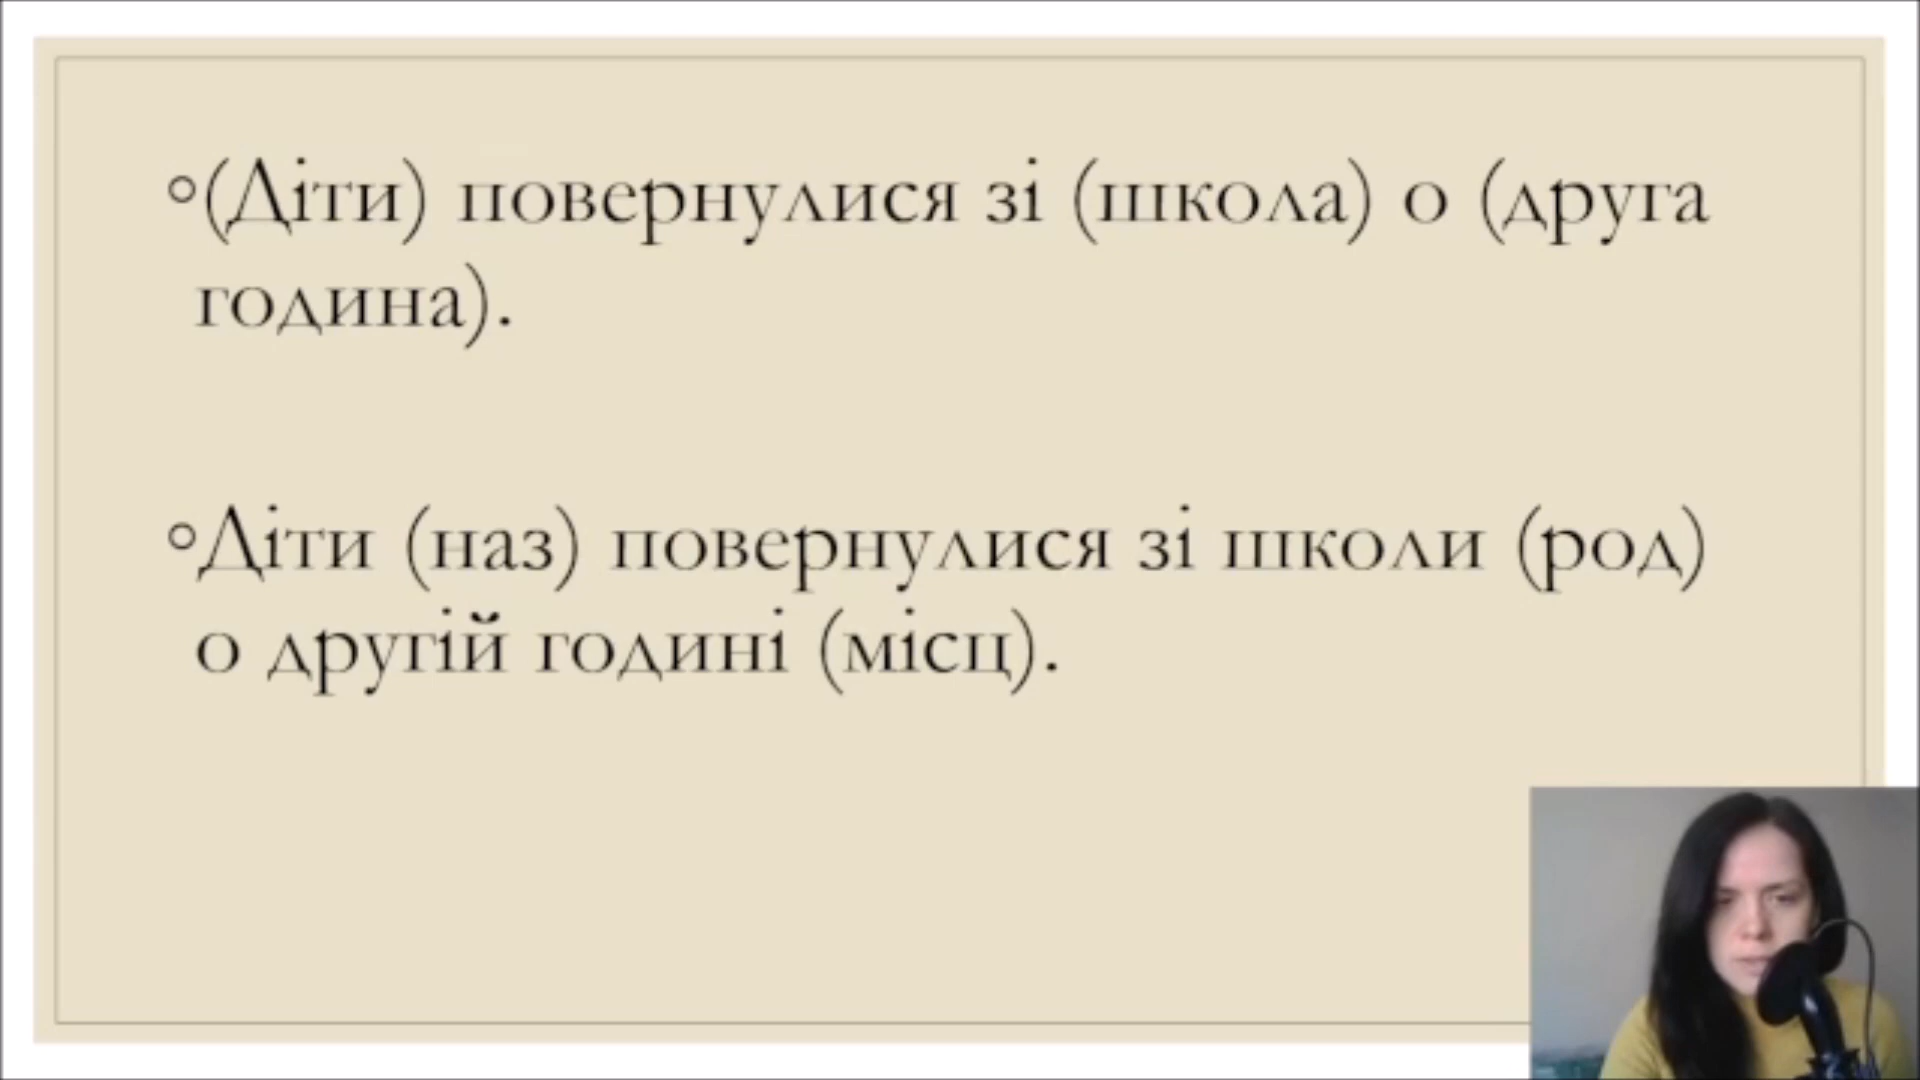 (Діти) повернулися зі (школа) о (друга
година).
Діти (наз) повернулися зі школи (род)
о другій годині (місц).